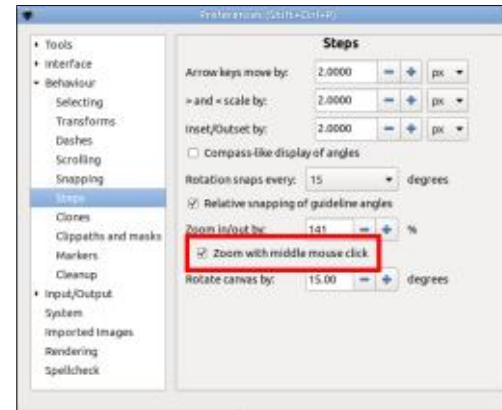 Preferences (Shift+Ctrl+P)
Tools
Interface
Behaviour
Selecting
Transforms
Dashes
Scrolling
Snapping
Steps
Clones
Clippaths and masks
Markers
Cleanup
Input/Output
System
Imported Images
Rendering
Spellcheck
Steps
Arrow keys move by: 2.0000 px
> and < scale by: 2.0000 px
Inset/Outset by: 2.0000 px
Compass-like display of angles
Rotation snaps every: 15 degrees
Relative snapping of guideline angles
Zoom in/out by: 141 %
Zoom with middle mouse click
Rotate canvas by: 15.00 degrees